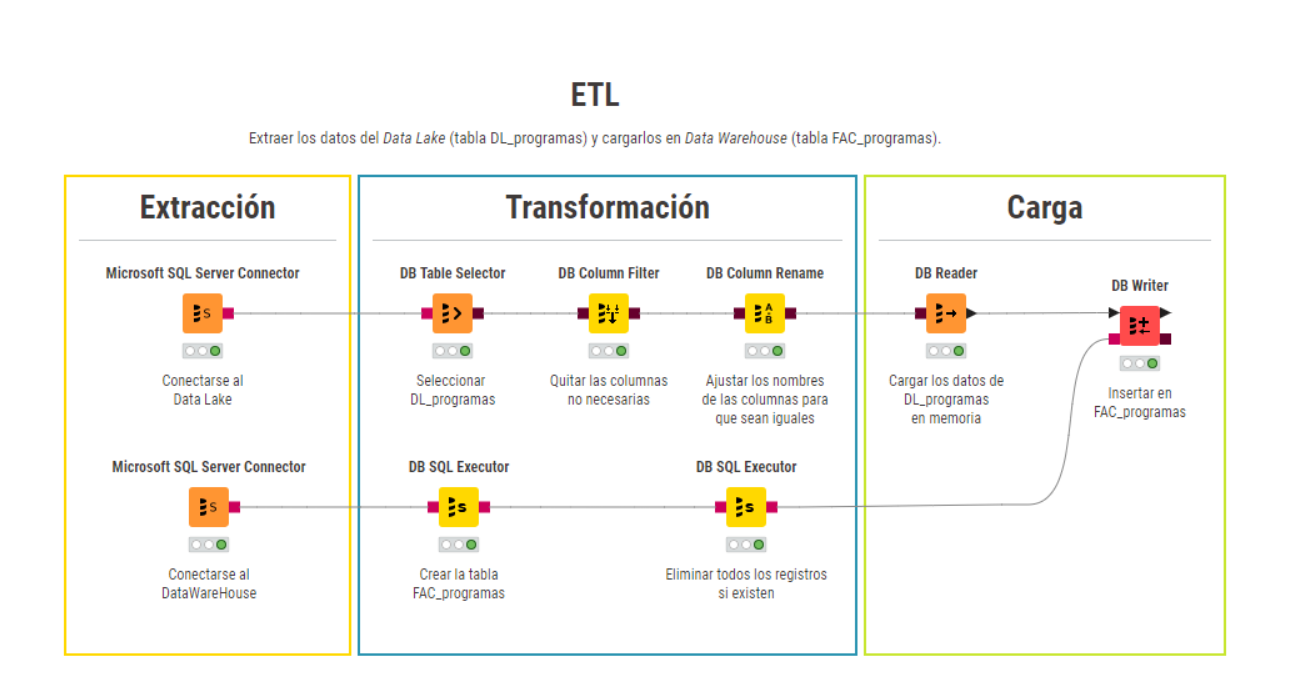 ETL
Extraer los datos del Data Lake (tabla DL_programas) y cargarlos en Data Warehouse (tabla FAC_programas).
Extracción
Transformación
Carga
Microsoft SQL Server Connector
DB Table Selector
DB Column Filter
DB Column Rename
DB Reader
DB Writer
S
A
B
Conectarse al
Data Lake
Seleccionar
DL_programas
Quitar las columnas
no necesarias
Ajustar los nombres
de las columnas para
que sean iguales
Cargar los datos de
DL_programas
en memoria
Insertar en
FAC_programas
Microsoft SQL Server Connector
DB SQL Executor
DB SQL Executor
S
s
s
Conectarse al
DataWareHouse
Crear la tabla
FAC_programas
Eliminar todos los registros
si existen